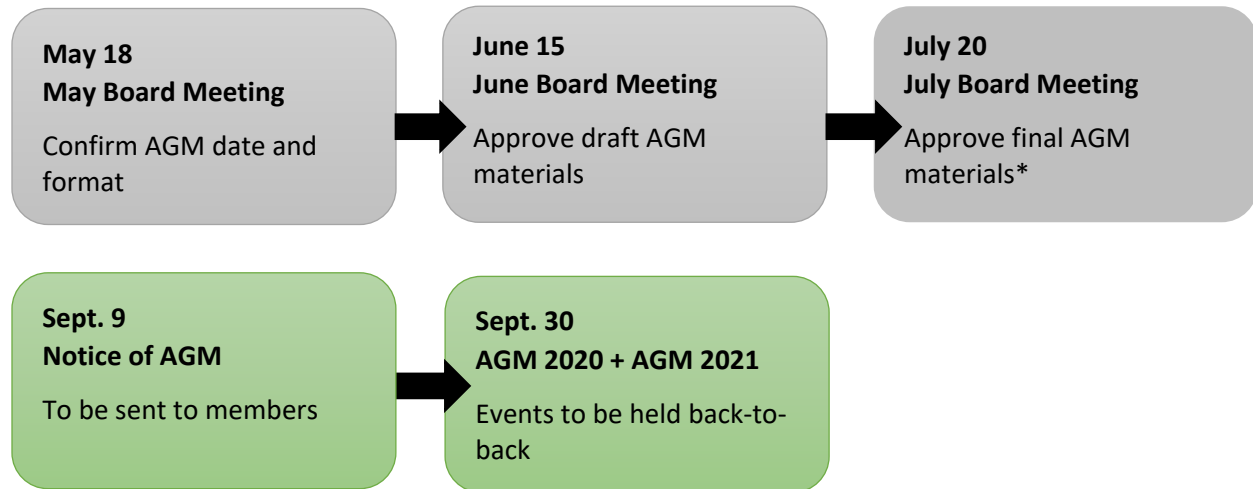 May 18
May Board Meeting
Confirm AGM date and
format
June 15
June Board Meeting
Approve draft AGM
materials
July 20
July Board Meeting
Approve final AGM
materials*
Sept. 9
Notice of AGM
To be sent to members
Sept. 30
AGM 2020 + AGM 2021
Events to be held back-to-
back